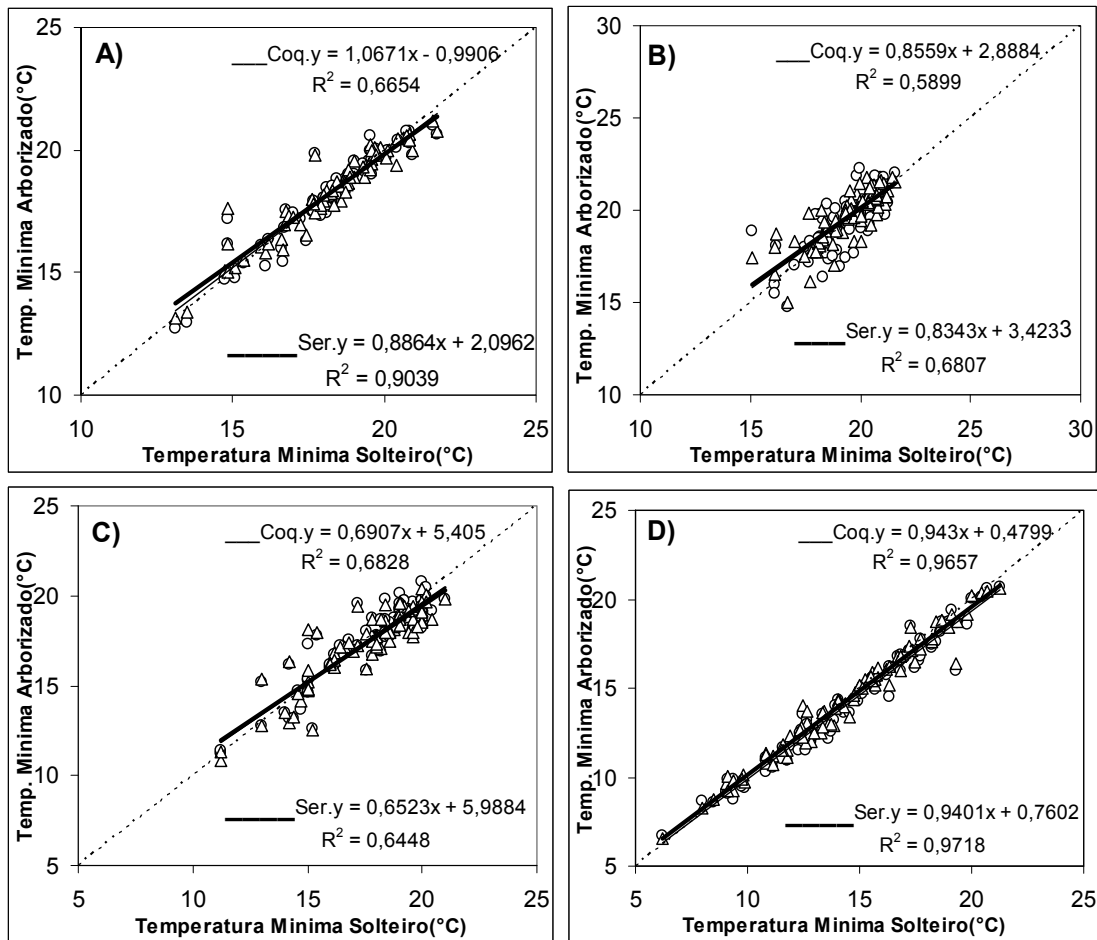 A)
Coq.y = 1,0671x - 0,9906
R² = 0,6654
Ser.y = 0,8864x + 2,0962
R² = 0,9039
Temp. Minima Arborizado(°C)
25
20
15
10
10 15 20 25
Temperatura Minima Solteiro(°C)
B)
Coq.y = 0,8559x + 2,8884
R² = 0,5899
Ser.y = 0,8343x + 3,4233
R² = 0,6807
Temp. Minima Arborizado(°C)
30
25
20
15
10
10 15 20 25 30
Temperatura Minima Solteiro(°C)
C)
Coq.y = 0,6907x + 5,405
R² = 0,6828
Ser.y = 0,6523x + 5,9884
R² = 0,6448
Temp. Minima Arborizado(°C)
25
20
15
10
5
5 10 15 20 25
Temperatura Minima Solteiro(°C)
D)
Coq.y = 0,943x + 0,4799
R² = 0,9657
Ser.y = 0,9401x + 0,7602
R² = 0,9718
Temp. Minima Arborizado(°C)
25
20
15
10
5
5 10 15 20 25
Temperatura Minima Solteiro(°C)